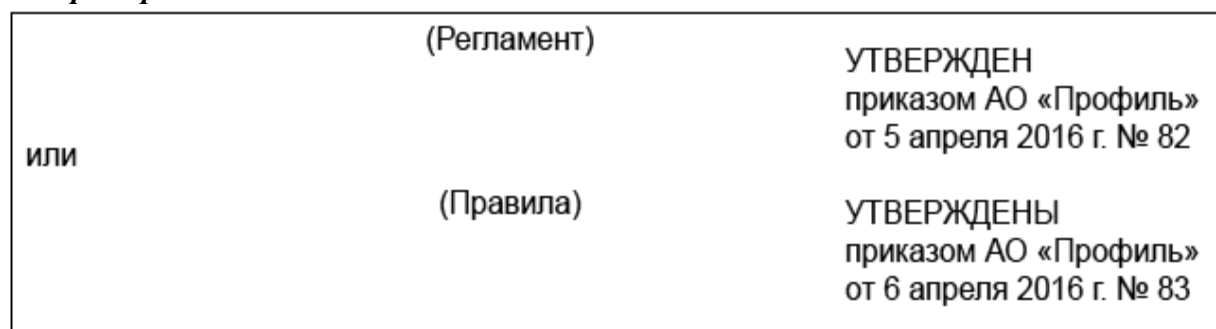 (Регламент)
УТВЕРЖДЕН
приказом АО «Профиль»
от 5 апреля 2016 г. № 82
или
(Правила)
УТВЕРЖДЕНЫ
приказом АО «Профиль»
от 6 апреля 2016 г. № 83